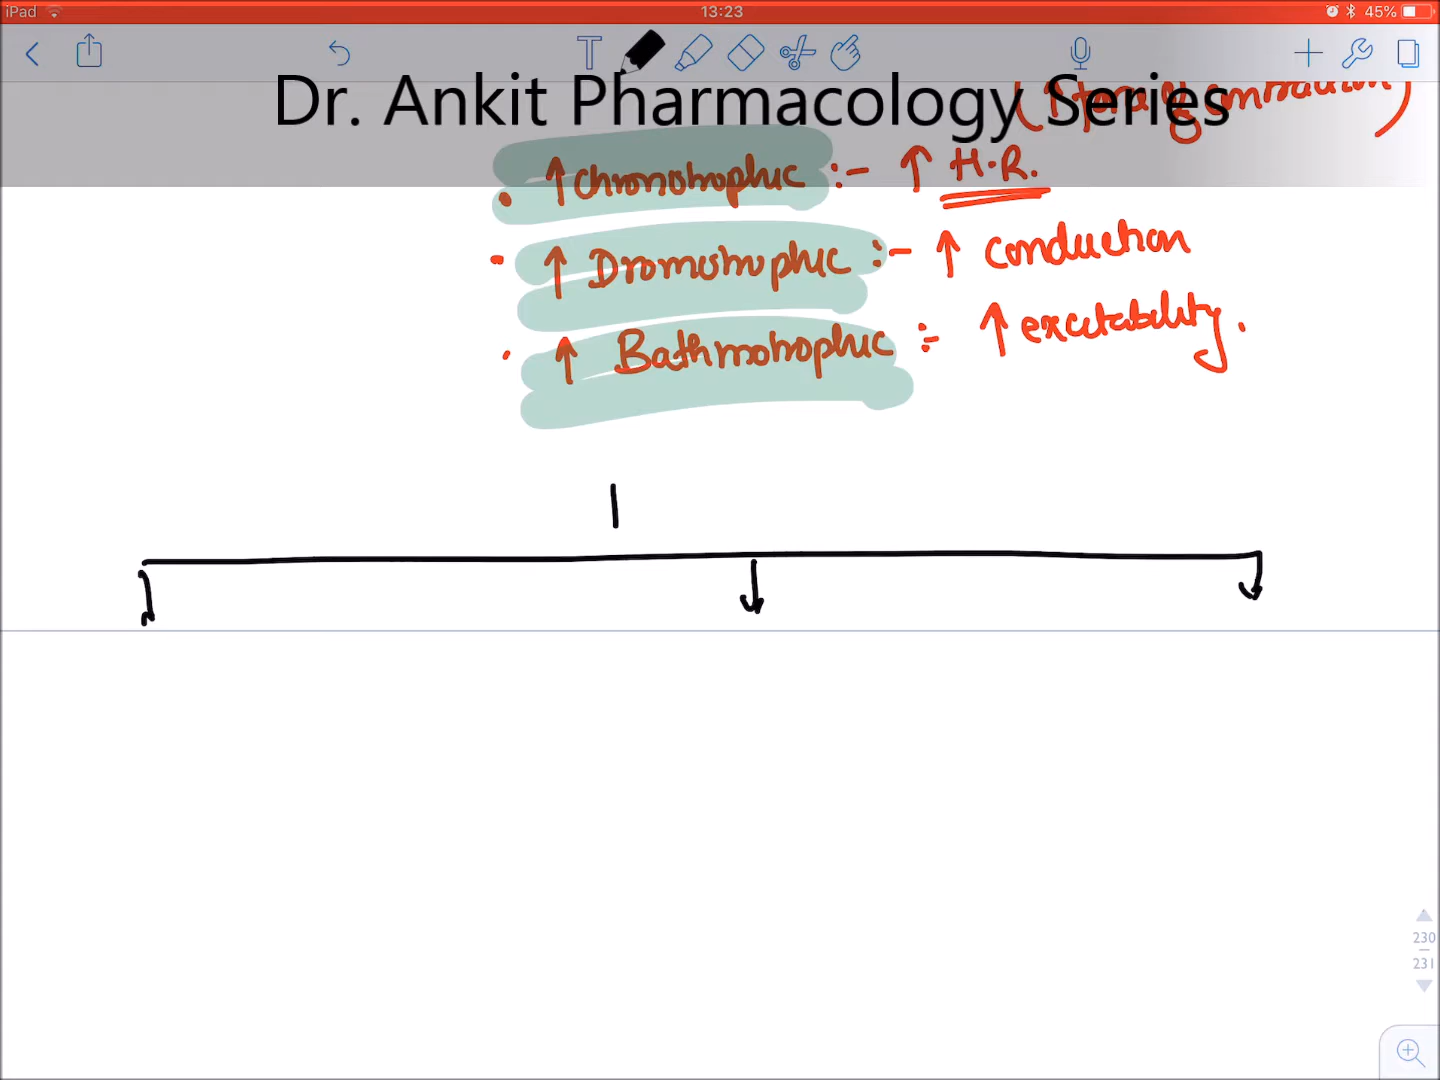 iPad 13:23 45%
T
Dr. Ankit Pharmacology Series
• ↑ Chronotrophic :- ↑ H.R.
• ↑ Dromotrophic :- ↑ conduction
• ↑ Bathmotrophic :- ↑ excitability.
230
231